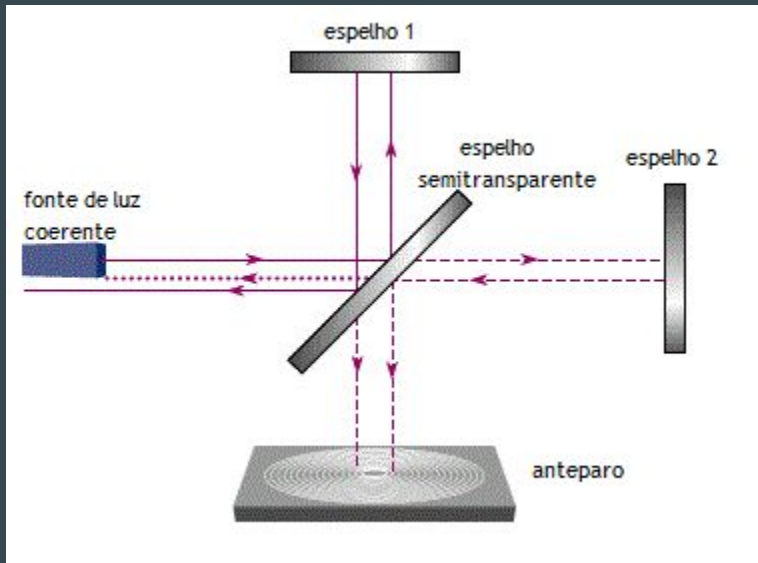 espelho 1
espelho
semitransparente
espelho 2
fonte de luz
coerente
anteparo